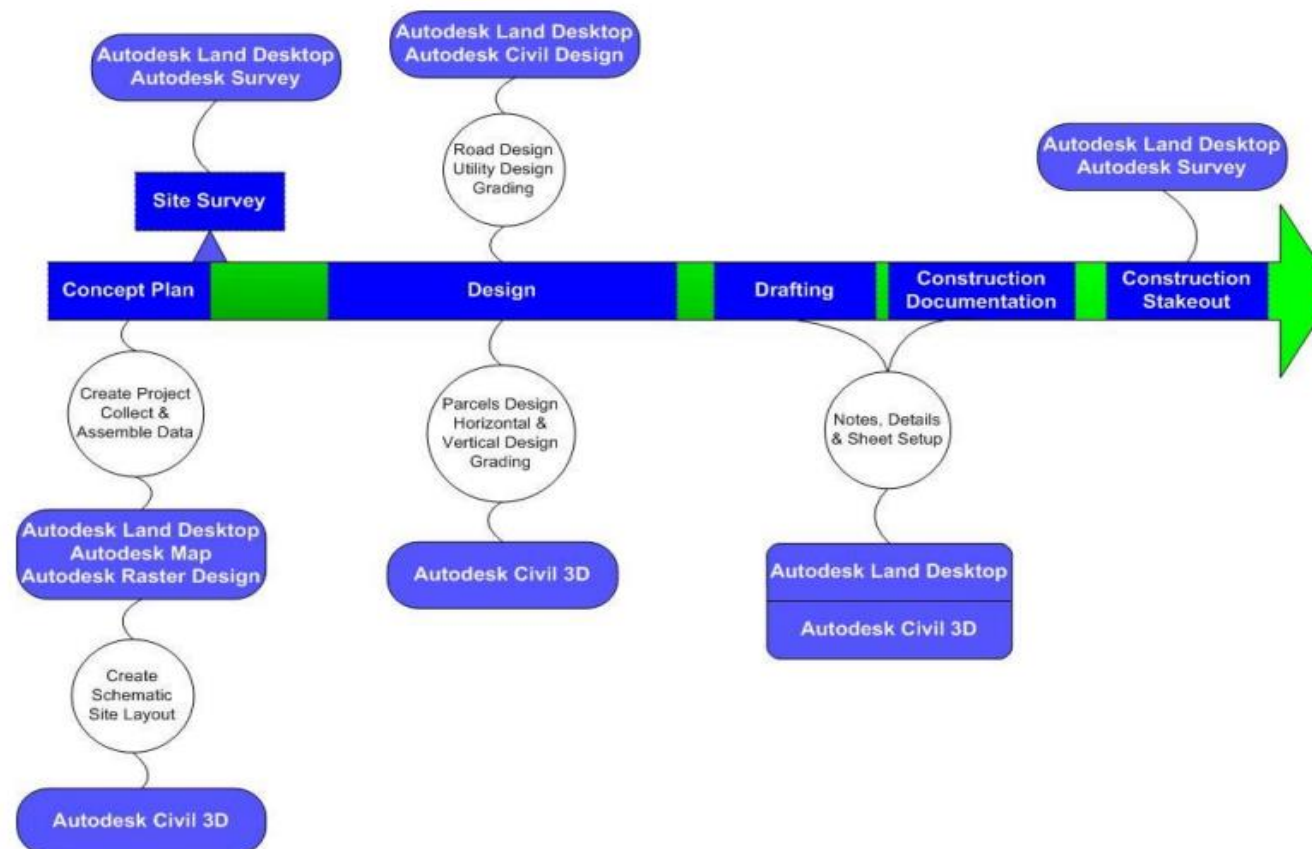 Autodesk Land Desktop
Autodesk Survey
Autodesk Land Desktop
Autodesk Civil Design
Road Design
Utility Design
Grading
Autodesk Land Desktop
Autodesk Survey
Site Survey
Concept Plan
Design
Drafting
Construction
Documentation
Construction
Stakeout
Create Project
Collect &
Assemble Data
Parcels Design
Horizontal &
Vertical Design
Grading
Notes, Details
& Sheet Setup
Autodesk Land Desktop
Autodesk Map
Autodesk Raster Design
Autodesk Civil 3D
Autodesk Land Desktop
Autodesk Civil 3D
Create
Schematic
Site Layout
Autodesk Civil 3D